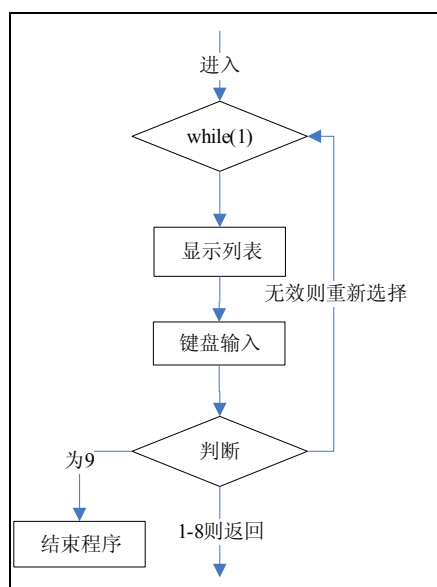 进入
while(1)
显示列表
无效则重新选择
键盘输入
判断
为9
1-8则返回
结束程序